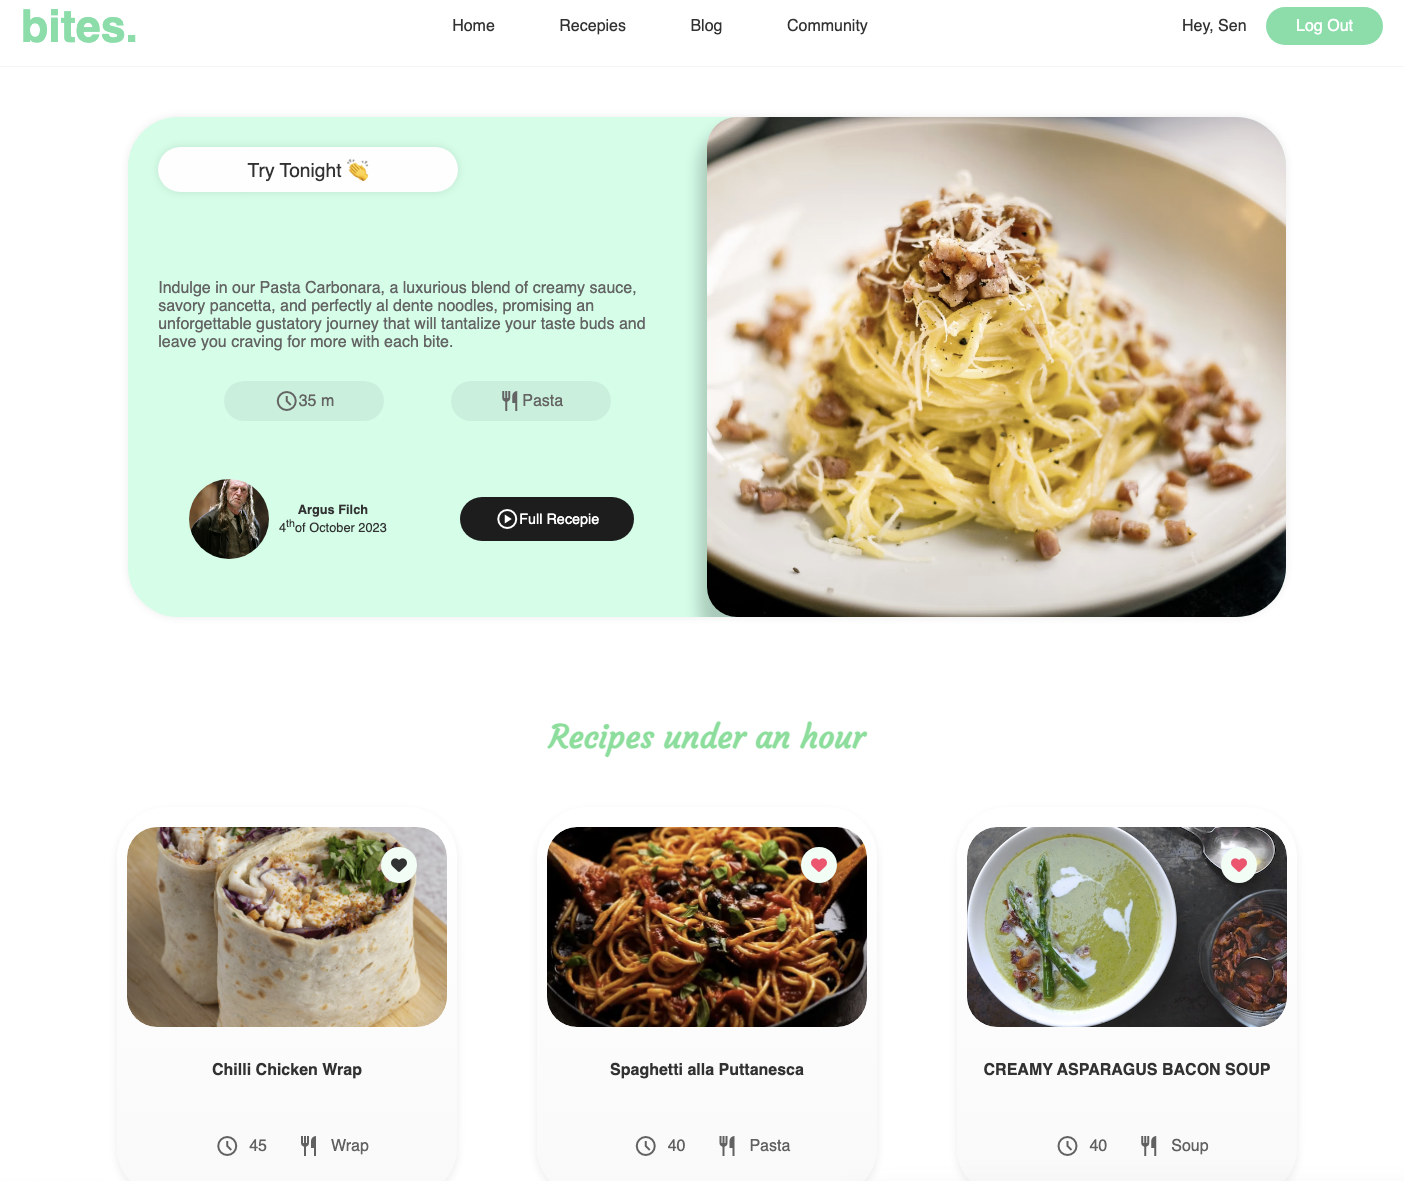 bites.
Home
Recepies
Blog
Community
Hey, Sen
Log Out
Try Tonight 👏
Indulge in our Pasta Carbonara, a luxurious blend of creamy sauce,
savory pancetta, and perfectly al dente noodles, promising an
unforgettable gustatory journey that will tantalize your taste buds and
leave you craving for more with each bite.
35 m
Pasta
Argus Filch
4th of October 2023
Full Recepie
Recipes under an hour
Chilli Chicken Wrap
45
Wrap
Spaghetti alla Puttanesca
40
Pasta
CREAMY ASPARAGUS BACON SOUP
40
Soup